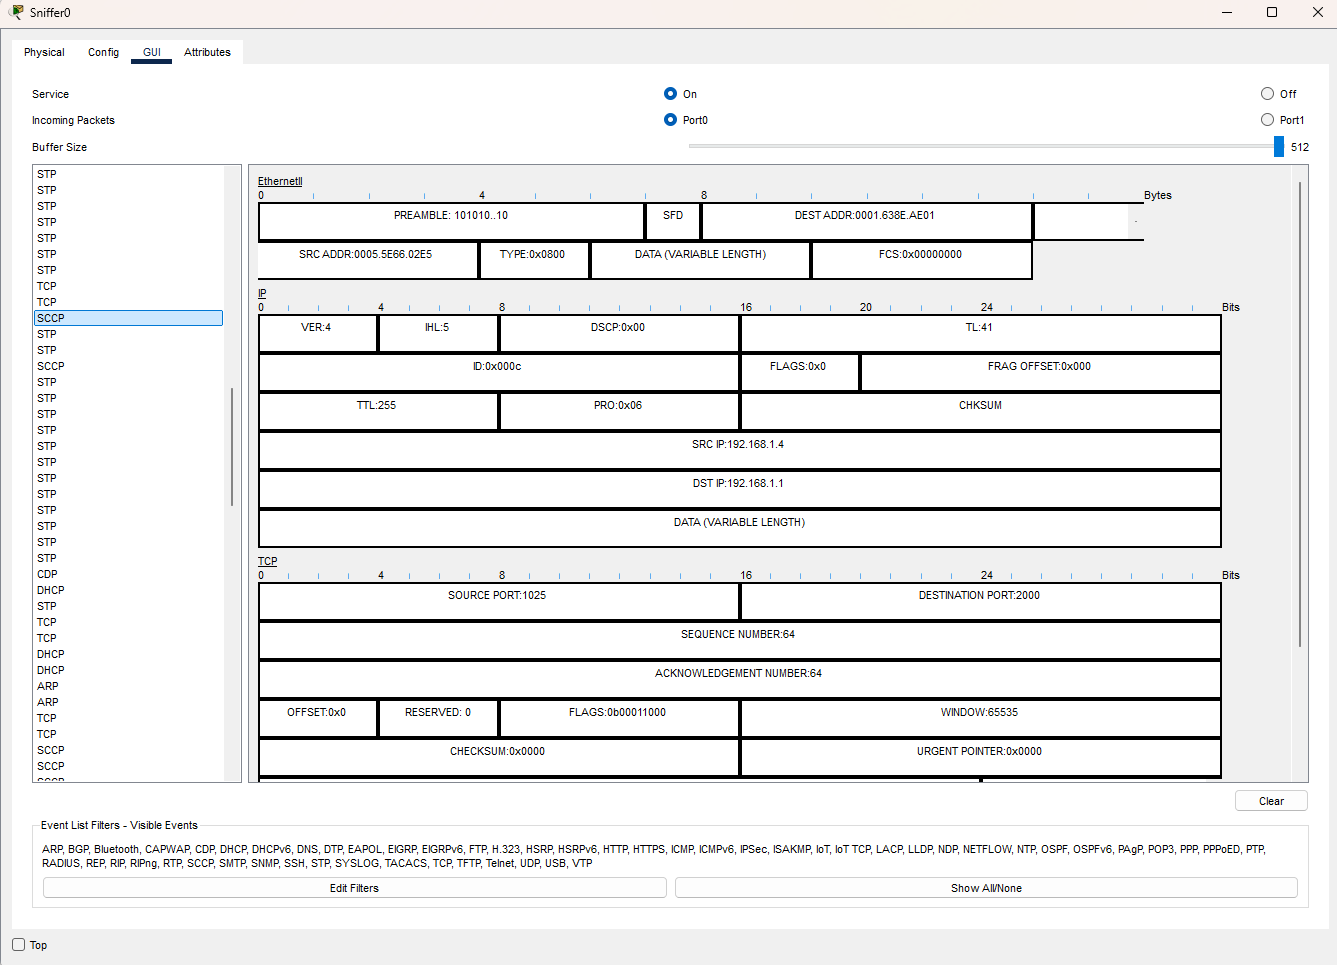 Sniffer0
Physical Config GUI Attributes
Service On Off
Incoming Packets Port0 Port1
Buffer Size 512
STP
STP
STP
STP
STP
STP
STP
TCP
TCP
SCCP
STP
STP
SCCP
STP
STP
STP
STP
STP
STP
STP
STP
STP
STP
STP
STP
CDP
DHCP
STP
TCP
TCP
DHCP
DHCP
ARP
ARP
TCP
TCP
SCCP
SCCP
SCCP
EthernetII
0 4 8 Bytes
PREAMBLE: 101010..10 SFD DEST ADDR:0001.638E.AE01
SRC ADDR:0005.5E66.02E5 TYPE:0x0800 DATA (VARIABLE LENGTH) FCS:0x00000000
IP
0 4 8 16 20 24 Bits
VER:4 IHL:5 DSCP:0x00 TL:41
ID:0x000c FLAGS:0x0 FRAG OFFSET:0x000
TTL:255 PRO:0x06 CHKSUM
SRC IP:192.168.1.4
DST IP:192.168.1.1
DATA (VARIABLE LENGTH)
TCP
0 4 8 16 24 Bits
SOURCE PORT:1025 DESTINATION PORT:2000
SEQUENCE NUMBER:64
ACKNOWLEDGEMENT NUMBER:64
OFFSET:0x0 RESERVED: 0 FLAGS:0b00011000 WINDOW:65535
CHECKSUM:0x0000 URGENT POINTER:0x0000
Clear
Event List Filters - Visible Events
ARP, BGP, Bluetooth, CAPWAP, CDP, DHCP, DHCPv6, DNS, DTP, EAPOL, EIGRP, EIGRPv6, FTP, H.323, HSRP, HSRPv6, HTTP, HTTPS, ICMP, ICMPv6, IPSec, ISAKMP, IoT, IoT TCP, LACP, LLDP, NDP, NETFLOW, NTP, OSPF, OSPFv6, PAgP, POP3, PPP, PPPoED, PTP,
RADIUS, REP, RIP, RIPng, RTP, SCCP, SMTP, SNMP, SSH, STP, SYSLOG, TACACS, TCP, TFTP, Telnet, UDP, USB, VTP
Edit Filters Show All/None
Top